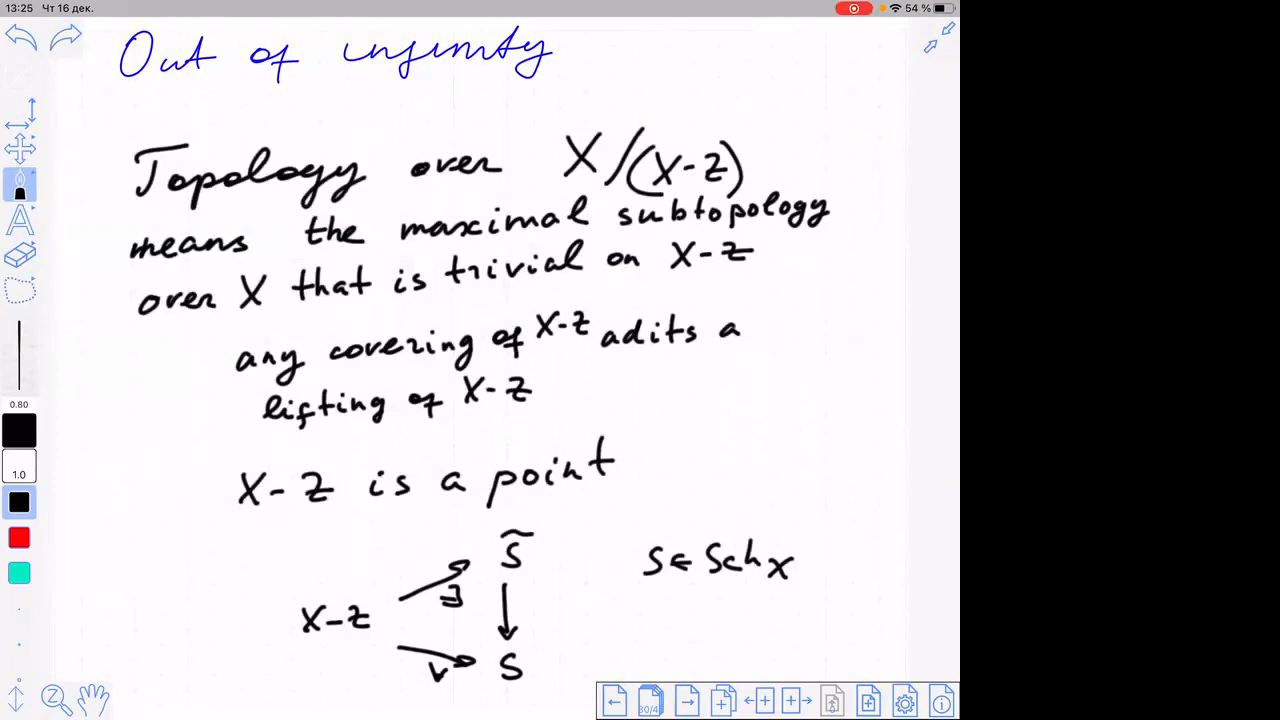 13:25 Чт 16 дек.
54 %
Out of infinity
Topology over X/(X-Z)
means the maximal subtopology
over X that is trivial on X-Z
any covering of X-Z adits a
lifting of X-Z
X-Z is a point
0.80
1.0
S̃
S ∈ Sch_X
∃
X-Z
∀
S
80/4